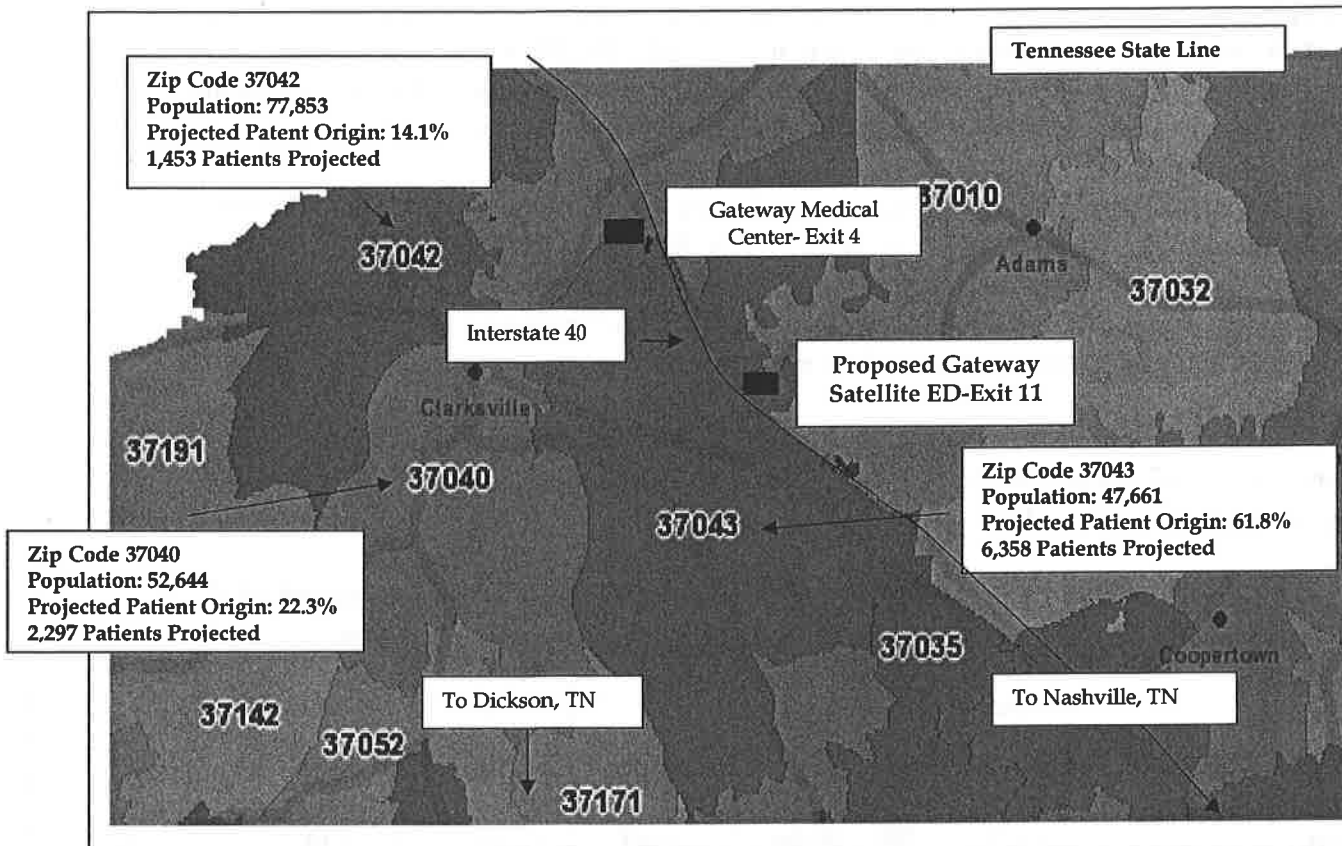 Tennessee State Line
Zip Code 37042
Population: 77,853
Projected Patent Origin: 14.1%
1,453 Patients Projected
Gateway Medical
Center- Exit 4
37010
37042
Adams
37032
Interstate 40
Proposed Gateway
Satellite ED-Exit 11
Clarksville
37191
37040
37043
Zip Code 37043
Population: 47,661
Projected Patient Origin: 61.8%
6,358 Patients Projected
Zip Code 37040
Population: 52,644
Projected Patient Origin: 22.3%
2,297 Patients Projected
37035
Coopertown
To Dickson, TN
To Nashville, TN
37142
37052
37171